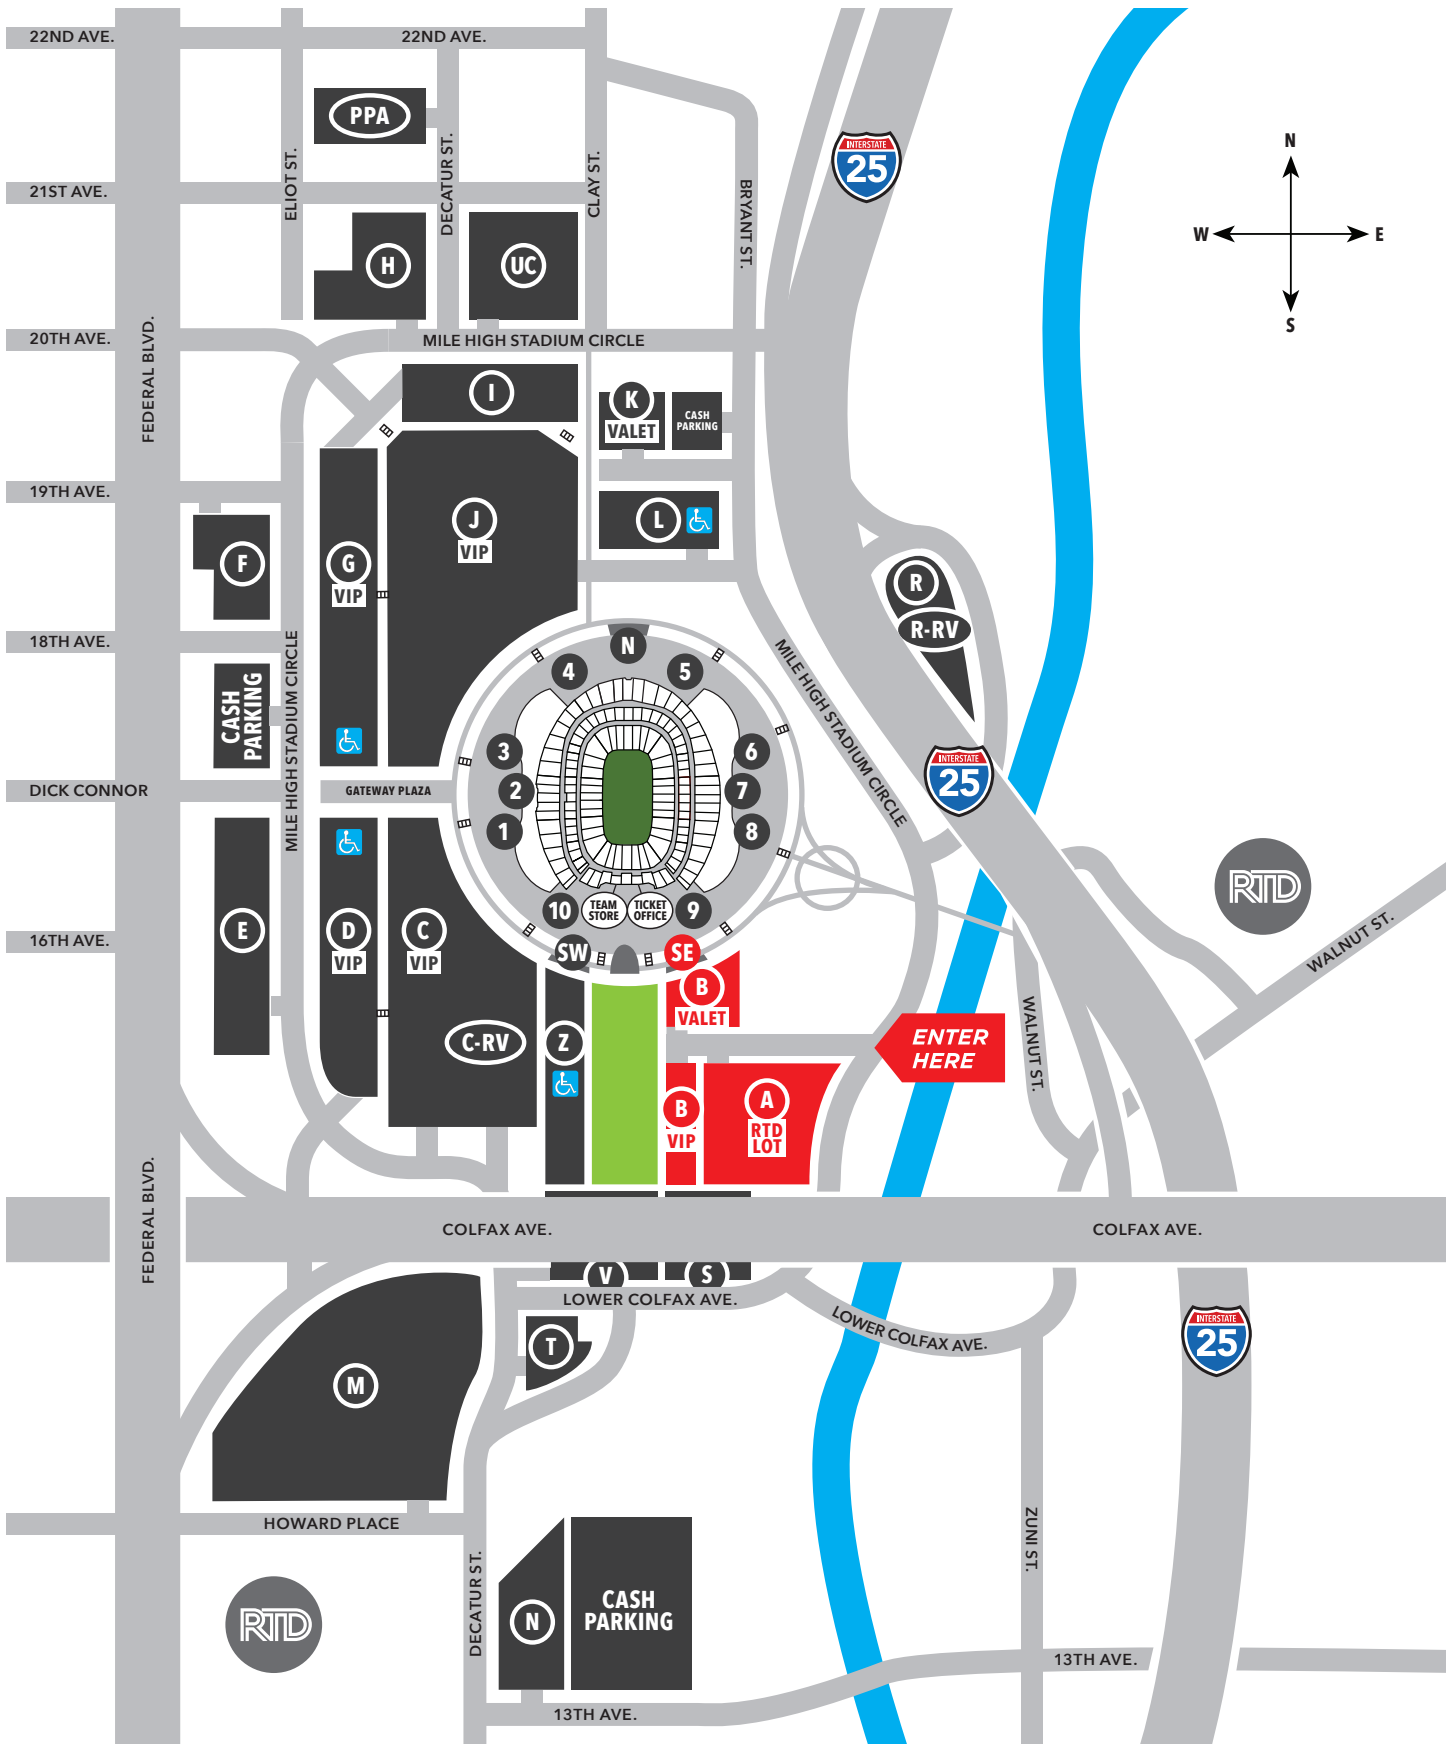 22ND AVE.
22ND AVE.
PPA
ELIOT ST.
DECATUR ST.
CLAY ST.
BRYANT ST.
INTERSTATE
25
N
W
E
S
21ST AVE.
H
UC
20TH AVE.
FEDERAL BLVD.
MILE HIGH STADIUM CIRCLE
I
K
VALET
CASH
PARKING
19TH AVE.
J
VIP
L
F
G
VIP
R
R-RV
18TH AVE.
MILE HIGH STADIUM CIRCLE
CASH
PARKING
MILE HIGH STADIUM CIRCLE
N
4
5
3
6
2
7
1
8
10
TEAM
STORE
TICKET
OFFICE
9
SW
SE
DICK CONNOR
GATEWAY PLAZA
INTERSTATE
25
RTD
WALNUT ST.
16TH AVE.
E
D
VIP
C
VIP
C-RV
Z
B
VALET
ENTER
HERE
WALNUT ST.
B
VIP
A
RTD
LOT
FEDERAL BLVD.
COLFAX AVE.
COLFAX AVE.
V
S
LOWER COLFAX AVE.
LOWER COLFAX AVE.
INTERSTATE
25
T
M
HOWARD PLACE
DECATUR ST.
ZUNI ST.
RTD
N
CASH
PARKING
13TH AVE.
13TH AVE.